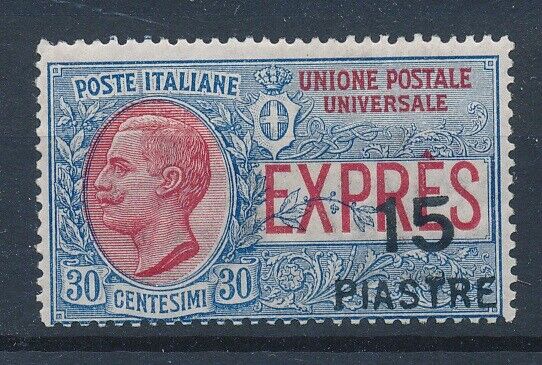 POSTE ITALIANE
UNIONE POSTALE
UNIVERSALE
EXPRÈS
15
PIASTRE
30 CENTESIMI 30